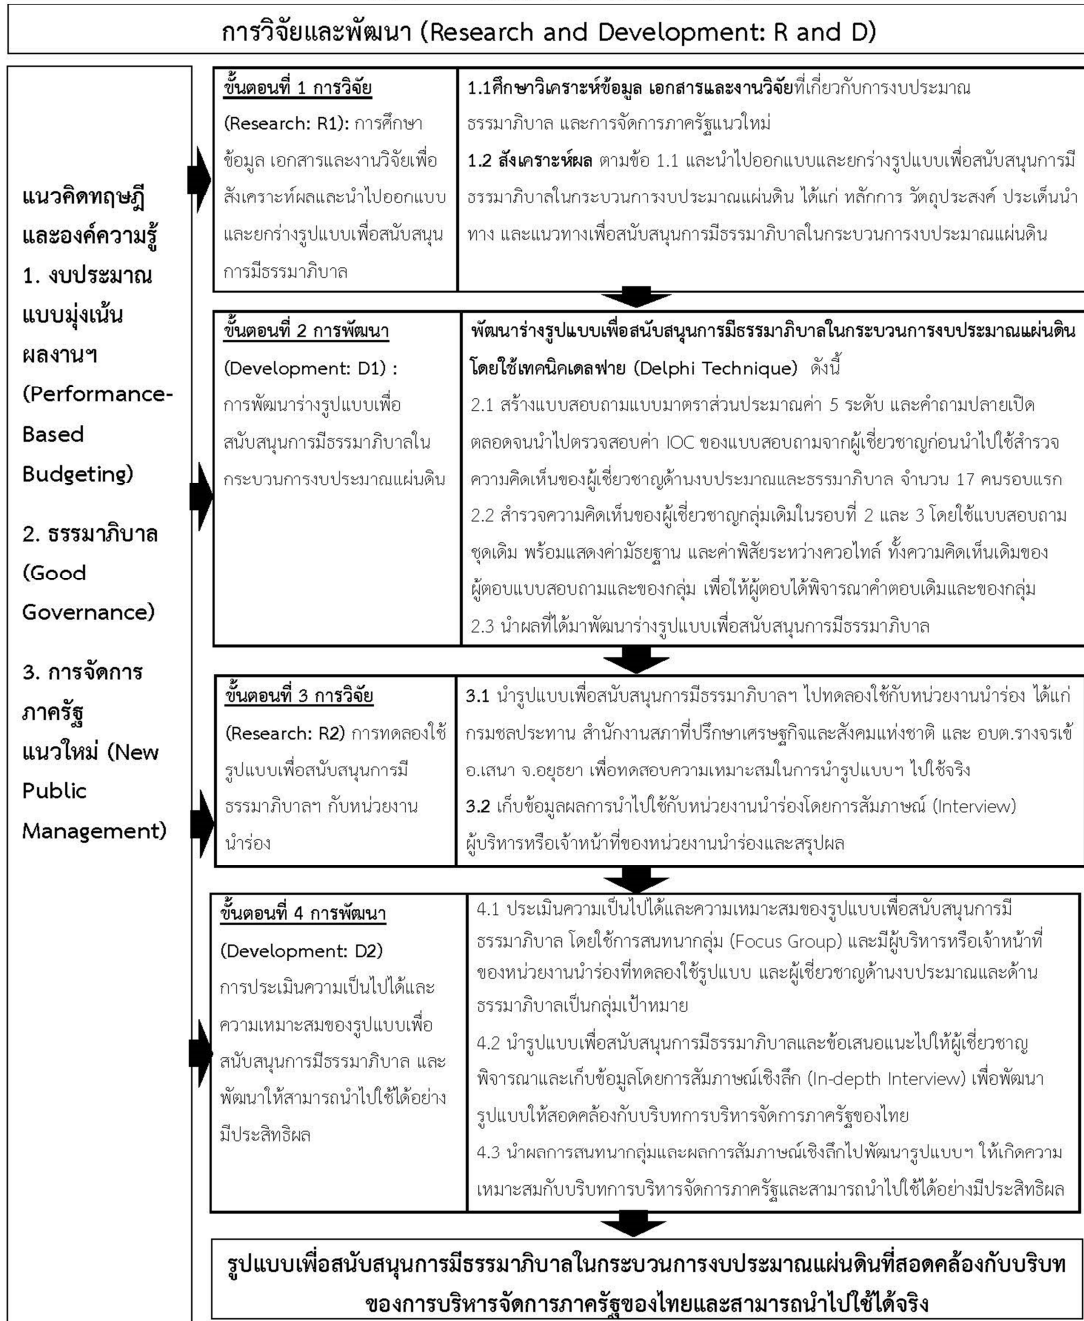 การวิจัยและพัฒนา (Research and Development: R and D)
แนวคิดทฤษฎี
และองค์ความรู้
1. งบประมาณ
แบบมุ่งเน้น
ผลงานฯ
(Performance-
Based
Budgeting)
2. ธรรมาภิบาล
(Good
Governance)
3. การจัดการ
ภาครัฐ
แนวใหม่ (New
Public
Management)
ขั้นตอนที่ 1 การวิจัย
(Research: R1): การศึกษา
ข้อมูล เอกสารและงานวิจัยเพื่อ
สังเคราะห์ผลและนำไปออกแบบ
และยกร่างรูปแบบเพื่อสนับสนุน
การมีธรรมาภิบาล
1.1ศึกษาวิเคราะห์ข้อมูล เอกสารและงานวิจัยที่เกี่ยวกับการงบประมาณ
ธรรมาภิบาล และการจัดการภาครัฐแนวใหม่
1.2 สังเคราะห์ผล ตามข้อ 1.1 และนำไปออกแบบและยกร่างรูปแบบเพื่อสนับสนุนการมี
ธรรมาภิบาลในกระบวนการงบประมาณแผ่นดิน ได้แก่ หลักการ วัตถุประสงค์ ประเด็นนำ
ทาง และแนวทางเพื่อสนับสนุนการมีธรรมาภิบาลในกระบวนการงบประมาณแผ่นดิน
ขั้นตอนที่ 2 การพัฒนา
(Development: D1) :
การพัฒนาร่างรูปแบบเพื่อ
สนับสนุนการมีธรรมาภิบาลใน
กระบวนการงบประมาณแผ่นดิน
พัฒนาร่างรูปแบบเพื่อสนับสนุนการมีธรรมาภิบาลในกระบวนการงบประมาณแผ่นดิน
โดยใช้เทคนิคเดลฟาย (Delphi Technique) ดังนี้
2.1 สร้างแบบสอบถามแบบมาตราส่วนประมาณค่า 5 ระดับ และคำถามปลายเปิด
ตลอดจนนำไปตรวจสอบค่า IOC ของแบบสอบถามจากผู้เชี่ยวชาญก่อนนำไปใช้สำรวจ
ความคิดเห็นของผู้เชี่ยวชาญด้านงบประมาณและธรรมาภิบาล จำนวน 17 คนรอบแรก
2.2 สำรวจความคิดเห็นของผู้เชี่ยวชาญกลุ่มเดิมในรอบที่ 2 และ 3 โดยใช้แบบสอบถาม
ชุดเดิม พร้อมแสดงค่ามัธยฐาน และค่าพิสัยระหว่างควอไทล์ ทั้งความคิดเห็นเดิมของ
ผู้ตอบแบบสอบถามและของกลุ่ม เพื่อให้ผู้ตอบได้พิจารณาคำตอบเดิมและของกลุ่ม
2.3 นำผลที่ได้มาพัฒนาร่างรูปแบบเพื่อสนับสนุนการมีธรรมาภิบาล
ขั้นตอนที่ 3 การวิจัย
(Research: R2) การทดลองใช้
รูปแบบเพื่อสนับสนุนการมี
ธรรมาภิบาลฯ กับหน่วยงาน
นำร่อง
3.1 นำรูปแบบเพื่อสนับสนุนการมีธรรมาภิบาลฯ ไปทดลองใช้กับหน่วยงานนำร่อง ได้แก่
กรมชลประทาน สำนักงานสภาที่ปรึกษาเศรษฐกิจและสังคมแห่งชาติ และ อบต.รางจรเข้
อ.เสนา จ.อยุธยา เพื่อทดสอบความเหมาะสมในการนำรูปแบบฯ ไปใช้จริง
3.2 เก็บข้อมูลผลการนำไปใช้กับหน่วยงานนำร่องโดยการสัมภาษณ์ (Interview)
ผู้บริหารหรือเจ้าหน้าที่ของหน่วยงานนำร่องและสรุปผล
ขั้นตอนที่ 4 การพัฒนา
(Development: D2)
การประเมินความเป็นไปได้และ
ความเหมาะสมของรูปแบบเพื่อ
สนับสนุนการมีธรรมาภิบาล และ
พัฒนาให้สามารถนำไปใช้ได้อย่าง
มีประสิทธิผล
4.1 ประเมินความเป็นไปได้และความเหมาะสมของรูปแบบเพื่อสนับสนุนการมี
ธรรมาภิบาล โดยใช้การสนทนากลุ่ม (Focus Group) และมีผู้บริหารหรือเจ้าหน้าที่
ของหน่วยงานนำร่องที่ทดลองใช้รูปแบบ และผู้เชี่ยวชาญด้านงบประมาณและด้าน
ธรรมาภิบาลเป็นกลุ่มเป้าหมาย
4.2 นำรูปแบบเพื่อสนับสนุนการมีธรรมาภิบาลและข้อเสนอแนะไปให้ผู้เชี่ยวชาญ
พิจารณาและเก็บข้อมูลโดยการสัมภาษณ์เชิงลึก (In-depth Interview) เพื่อพัฒนา
รูปแบบให้สอดคล้องกับบริบทการบริหารจัดการภาครัฐของไทย
4.3 นำผลการสนทนากลุ่มและผลการสัมภาษณ์เชิงลึกไปพัฒนารูปแบบฯ ให้เกิดความ
เหมาะสมกับบริบทการบริหารจัดการภาครัฐและสามารถนำไปใช้ได้อย่างมีประสิทธิผล
รูปแบบเพื่อสนับสนุนการมีธรรมาภิบาลในกระบวนการงบประมาณแผ่นดินที่สอดคล้องกับบริบท
ของการบริหารจัดการภาครัฐของไทยและสามารถนำไปใช้ได้จริง